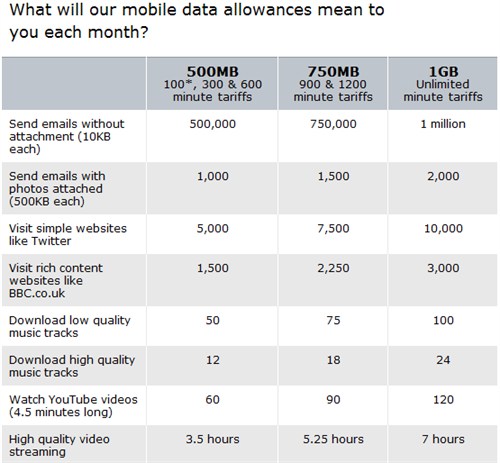 What will our mobile data allowances mean to
you each month?
500MB 750MB 1GB
100*, 300 & 600 900 & 1200 Unlimited
minute tariffs minute tariffs minute tariffs
Send emails without 500,000 750,000 1 million
attachment (10KB
each)
Send emails with 1,000 1,500 2,000
photos attached
(500KB each)
Visit simple websites 5,000 7,500 10,000
like Twitter
Visit rich content 1,500 2,250 3,000
websites like
BBC.co.uk
Download low quality 50 75 100
music tracks
Download high quality 12 18 24
music tracks
Watch YouTube videos 60 90 120
(4.5 minutes long)
High quality video 3.5 hours 5.25 hours 7 hours
streaming